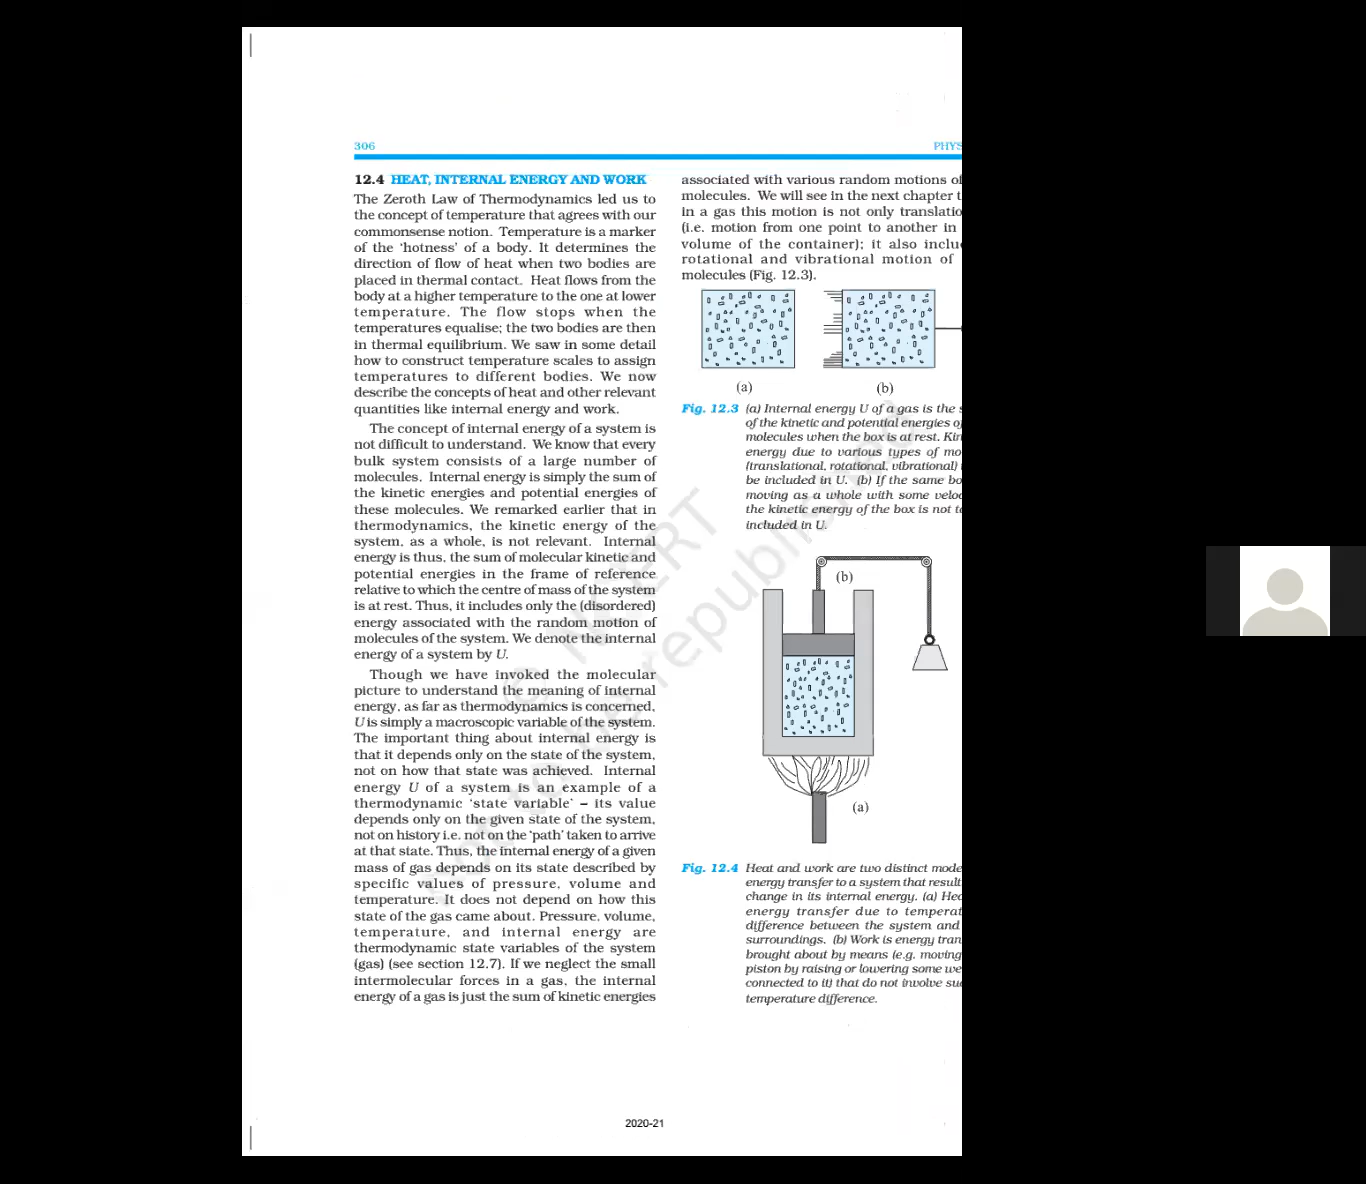 306
PHYS
12.4 HEAT, INTERNAL ENERGY AND WORK
The Zeroth Law of Thermodynamics led us to
the concept of temperature that agrees with our
commonsense notion. Temperature is a marker
of the ‘hotness’ of a body. It determines the
direction of flow of heat when two bodies are
placed in thermal contact. Heat flows from the
body at a higher temperature to the one at lower
temperature. The flow stops when the
temperatures equalise; the two bodies are then
in thermal equilibrium. We saw in some detail
how to construct temperature scales to assign
temperatures to different bodies. We now
describe the concepts of heat and other relevant
quantities like internal energy and work.
The concept of internal energy of a system is
not difficult to understand. We know that every
bulk system consists of a large number of
molecules. Internal energy is simply the sum of
the kinetic energies and potential energies of
these molecules. We remarked earlier that in
thermodynamics, the kinetic energy of the
system, as a whole, is not relevant. Internal
energy is thus, the sum of molecular kinetic and
potential energies in the frame of reference
relative to which the centre of mass of the system
is at rest. Thus, it includes only the (disordered)
energy associated with the random motion of
molecules of the system. We denote the internal
energy of a system by U.
Though we have invoked the molecular
picture to understand the meaning of internal
energy, as far as thermodynamics is concerned,
U is simply a macroscopic variable of the system.
The important thing about internal energy is
that it depends only on the state of the system,
not on how that state was achieved. Internal
energy U of a system is an example of a
thermodynamic ‘state variable’ – its value
depends only on the given state of the system,
not on history i.e. not on the ‘path’ taken to arrive
at that state. Thus, the internal energy of a given
mass of gas depends on its state described by
specific values of pressure, volume and
temperature. It does not depend on how this
state of the gas came about. Pressure, volume,
temperature, and internal energy are
thermodynamic state variables of the system
(gas) (see section 12.7). If we neglect the small
intermolecular forces in a gas, the internal
energy of a gas is just the sum of kinetic energies
associated with various random motions of
molecules. We will see in the next chapter t
in a gas this motion is not only translatio
(i.e. motion from one point to another in
volume of the container); it also inclu
rotational and vibrational motion of
molecules (Fig. 12.3).
(a)
(b)
Fig. 12.3 (a) Internal energy U of a gas is the s
of the kinetic and potential energies of
molecules when the box is at rest. Kin
energy due to various types of mo
(translational, rotational, vibrational)
be included in U. (b) If the same bo
moving as a whole with some veloc
the kinetic energy of the box is not to
included in U.
(b)
(a)
Fig. 12.4 Heat and work are two distinct mode
energy transfer to a system that result
change in its internal energy. (a) Hea
energy transfer due to temperat
difference between the system and
surroundings. (b) Work is energy tran
brought about by means (e.g. moving
piston by raising or lowering some we
connected to it) that do not involve suc
temperature difference.
© NCERT
not to be republished
2020-21